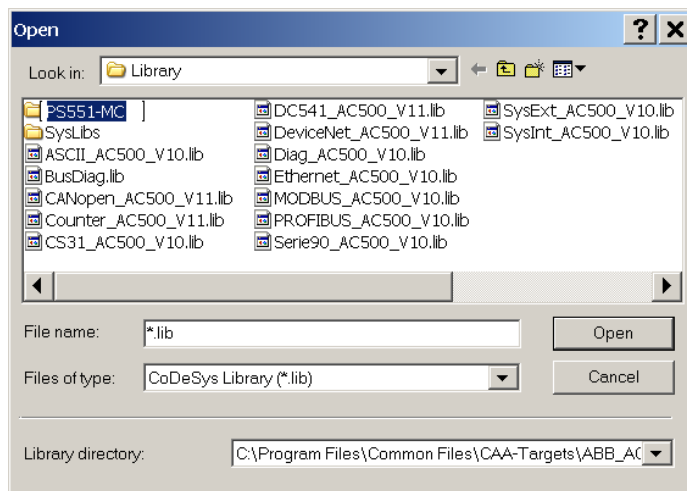 Open
Look in: Library
PS551-MC
SysLibs
ASCII_AC500_V10.lib
BusDiag.lib
CANopen_AC500_V11.lib
Counter_AC500_V11.lib
CS31_AC500_V10.lib
DC541_AC500_V11.lib
DeviceNet_AC500_V11.lib
Diag_AC500_V10.lib
Ethernet_AC500_V10.lib
MODBUS_AC500_V10.lib
PROFIBUS_AC500_V10.lib
Serie90_AC500_V10.lib
SysExt_AC500_V10.lib
SysInt_AC500_V10.lib
File name: *.lib Open
Files of type: CoDeSys Library (*.lib) Cancel
Library directory: C:\Program Files\Common Files\CAA-Targets\ABB_AC